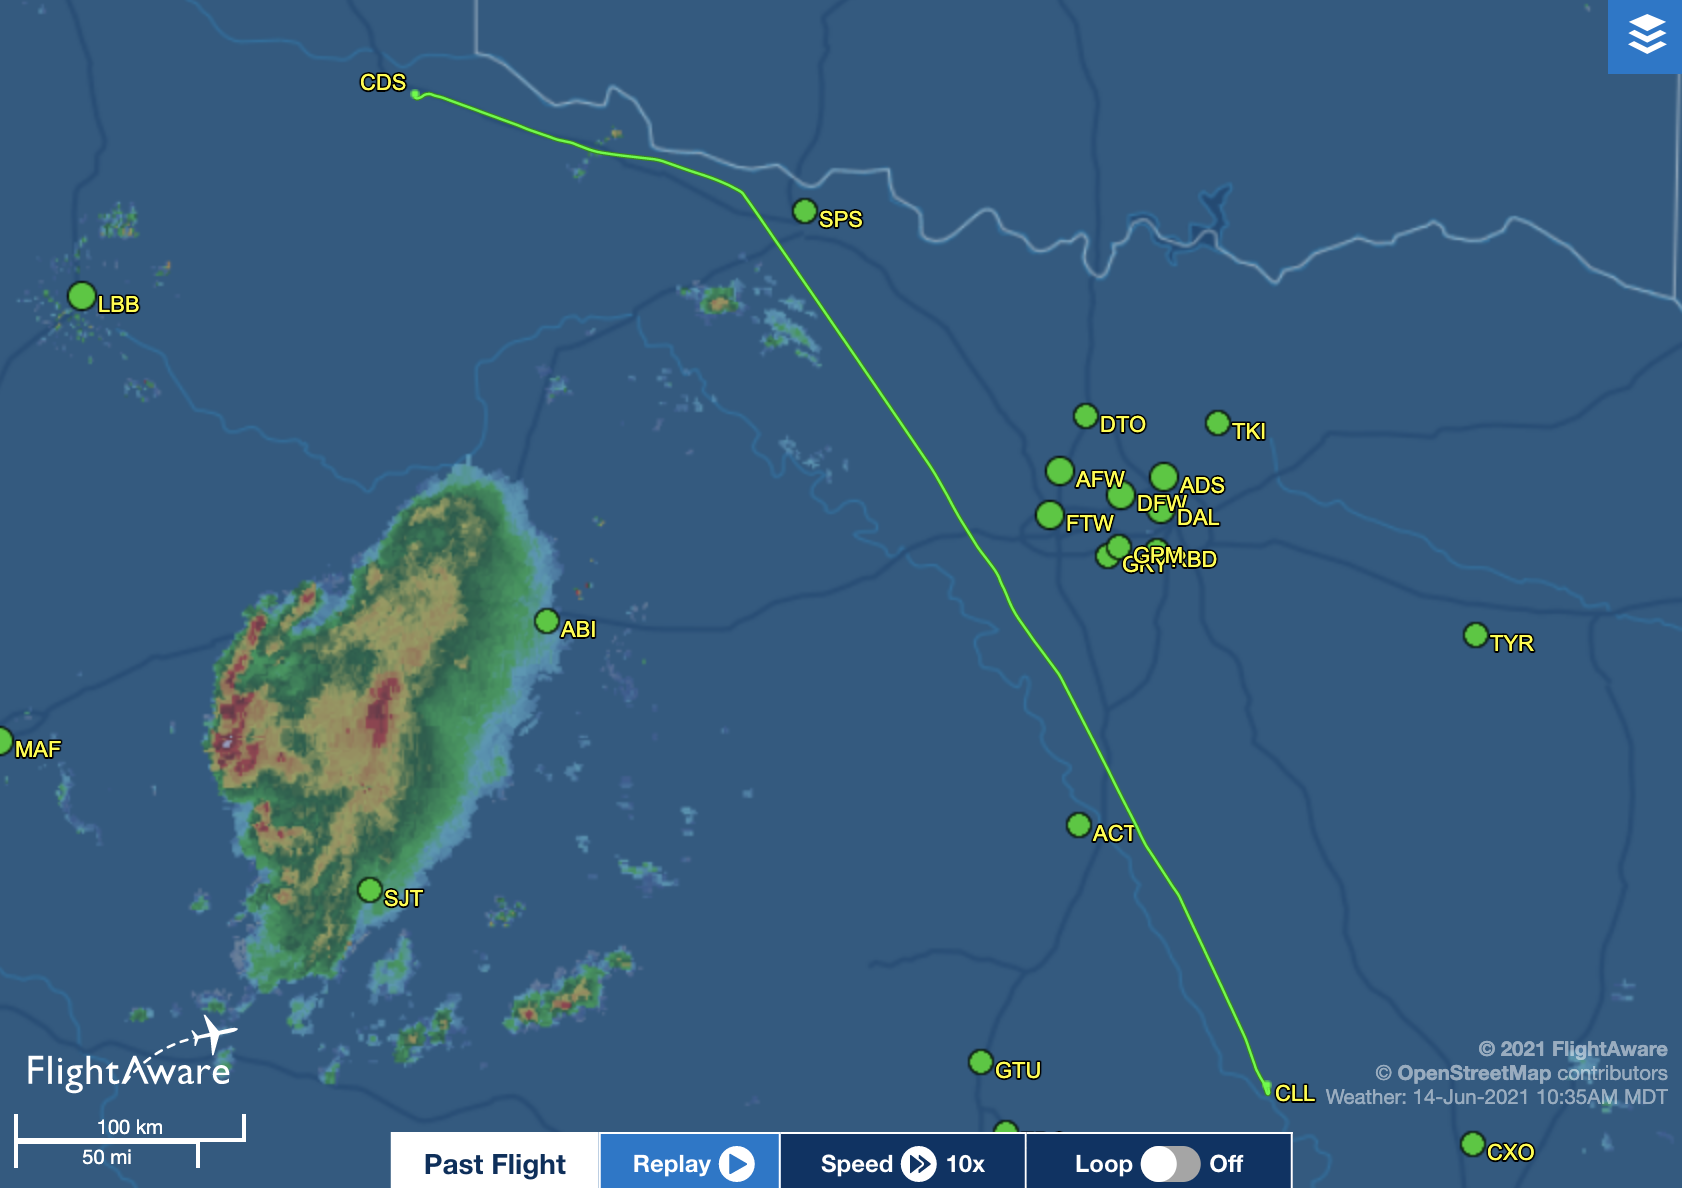 CDS
SPS
LBB
DTO
TKI
AFW
ADS
DFW
FTW
DAL
GPM
GKY
RBD
ABI
TYR
MAF
ACT
SJT
GTU
CLL
CXO
FlightAware
100 km
50 mi
© 2021 FlightAware
© OpenStreetMap contributors
Weather: 14-Jun-2021 10:35AM MDT
Past Flight
Replay
Speed 10x
Loop Off